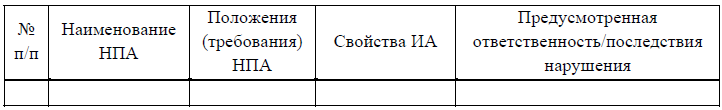 №
п/п
Наименование
НПА
Положения
(требования)
НПА
Свойства ИА
Предусмотренная
ответственность/последствия
нарушения